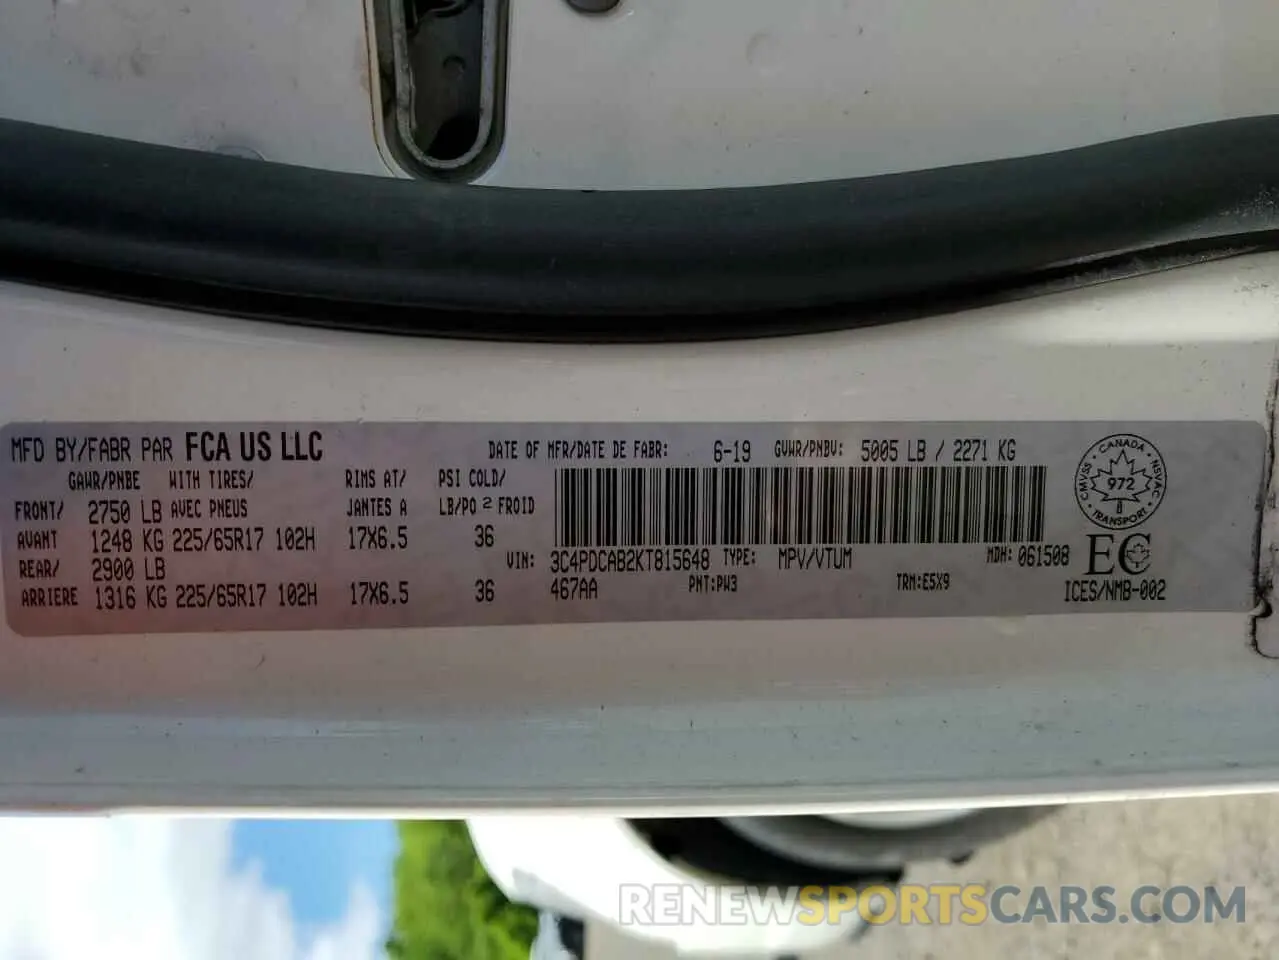 MFD BY/FABR PAR FCA US LLC DATE OF MFR/DATE DE FABR: 6-19 GVWR/PNBV: 5005 LB / 2271 KG
GAWR/PNBE WITH TIRES/ RIMS AT/ PSI COLD/
FRONT/ 2750 LB AVEC PNEUS JANTES A LB/PO 2 FROID
AVANT 1248 KG 225/65R17 102H 17X6.5 36
REAR/ 2900 LB VIN: 3C4PDCAB2KT815648 TYPE: MPV/VTUM MDH: 061508
ARRIERE 1316 KG 225/65R17 102H 17X6.5 36 467AA PNT:PW3 TRM:E5X9 ICES/NMB-002
CANADA
CMVSS NSVAC
972
TRANSPORT
EC
RENEWSPORTSCARS.COM